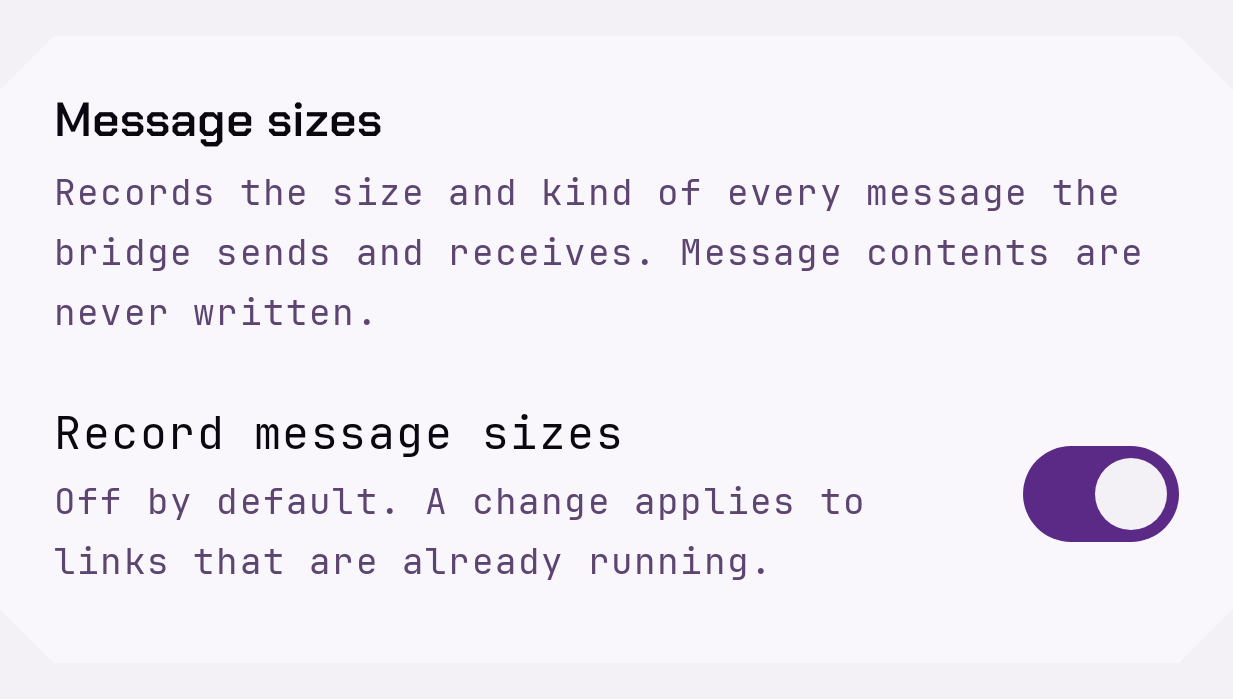 Message sizes
Records the size and kind of every message the
bridge sends and receives. Message contents are
never written.
Record message sizes
Off by default. A change applies to
links that are already running.